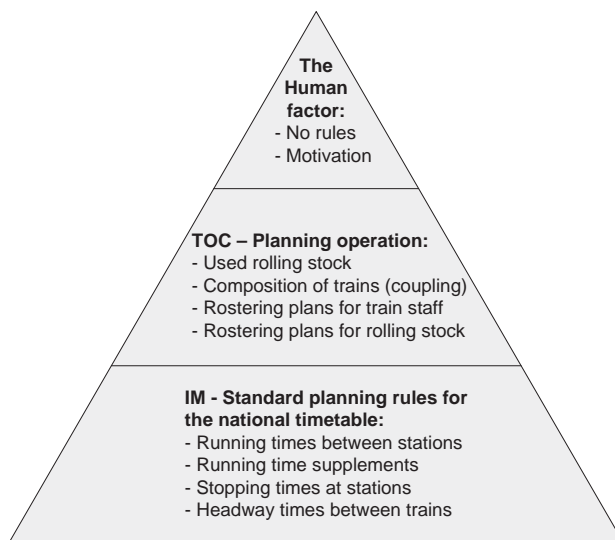 The
Human
factor:
- No rules
- Motivation
TOC – Planning operation:
- Used rolling stock
- Composition of trains (coupling)
- Rostering plans for train staff
- Rostering plans for rolling stock
IM - Standard planning rules for
the national timetable:
- Running times between stations
- Running time supplements
- Stopping times at stations
- Headway times between trains